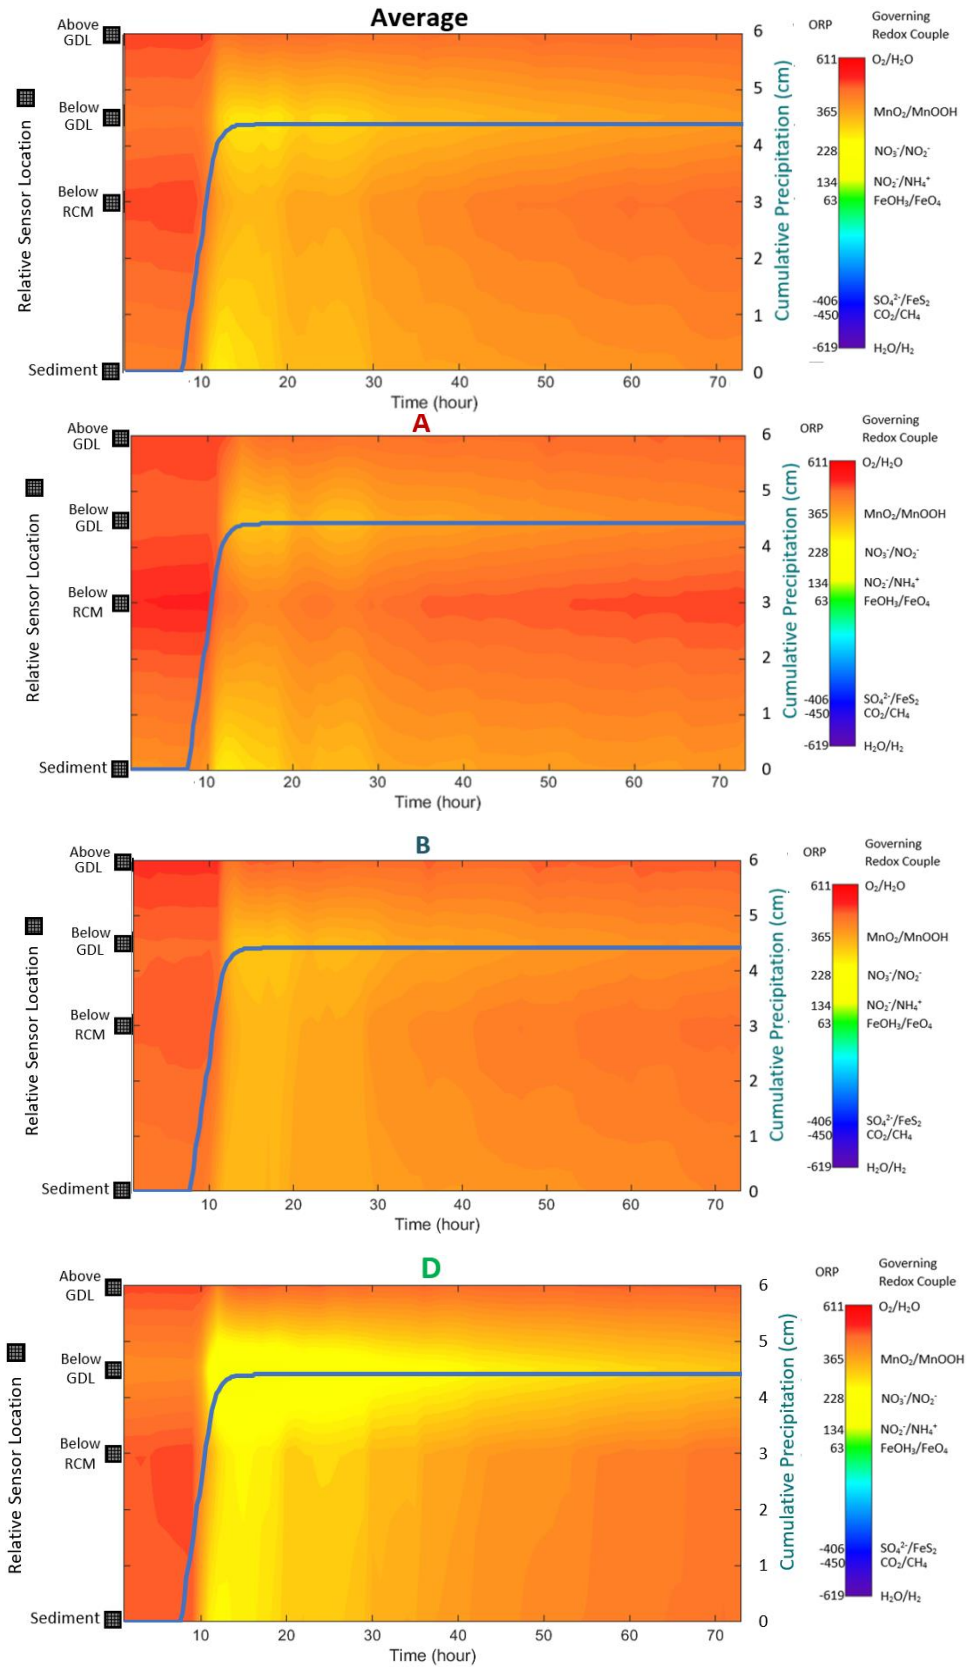 Average
Above
GDL
Below
GDL
Below
RCM
Sediment
Relative Sensor Location
10
20
30
40
50
60
70
Time (hour)
6
5
4
3
2
1
0
Cumulative Precipitation (cm)
ORP
Governing
Redox Couple
611 O₂/H₂O
365 MnO₂/MnOOH
228 NO₃⁻/NO₂⁻
134 NO₂⁻/NH₄⁺
63 FeOH₃/FeO₄
-406 SO₄²⁻/FeS₂
-450 CO₂/CH₄
-619 H₂O/H₂
A
Above
GDL
Below
GDL
Below
RCM
Sediment
Relative Sensor Location
10
20
30
40
50
60
70
Time (hour)
6
5
4
3
2
1
0
Cumulative Precipitation (cm)
ORP
Governing
Redox Couple
611 O₂/H₂O
365 MnO₂/MnOOH
228 NO₃⁻/NO₂⁻
134 NO₂⁻/NH₄⁺
63 FeOH₃/FeO₄
-406 SO₄²⁻/FeS₂
-450 CO₂/CH₄
-619 H₂O/H₂
B
Above
GDL
Below
GDL
Below
RCM
Sediment
Relative Sensor Location
10
20
30
40
50
60
70
Time (hour)
6
5
4
3
2
1
0
Cumulative Precipitation (cm)
ORP
Governing
Redox Couple
611 O₂/H₂O
365 MnO₂/MnOOH
228 NO₃⁻/NO₂⁻
134 NO₂⁻/NH₄⁺
63 FeOH₃/FeO₄
-406 SO₄²⁻/FeS₂
-450 CO₂/CH₄
-619 H₂O/H₂
D
Above
GDL
Below
GDL
Below
RCM
Sediment
Relative Sensor Location
10
20
30
40
50
60
70
Time (hour)
6
5
4
3
2
1
0
Cumulative Precipitation (cm)
ORP
Governing
Redox Couple
611 O₂/H₂O
365 MnO₂/MnOOH
228 NO₃⁻/NO₂⁻
134 NO₂⁻/NH₄⁺
63 FeOH₃/FeO₄
-406 SO₄²⁻/FeS₂
-450 CO₂/CH₄
-619 H₂O/H₂